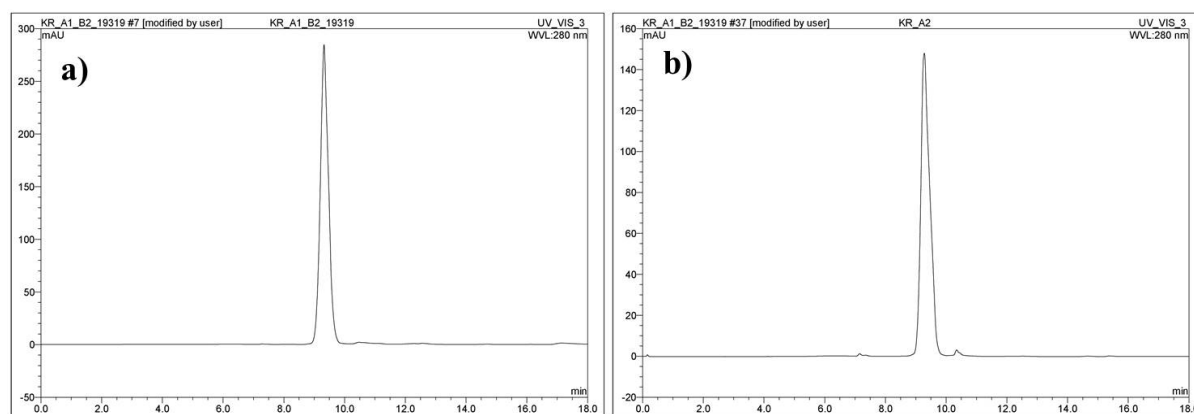 KR_A1_B2_19319 #7 [modified by user] KR_A1_B2_19319 UV_VIS_3
mAU WVL:280 nm
a)
300
250
200
150
100
50
0
-50
min
0.0 2.0 4.0 6.0 8.0 10.0 12.0 14.0 16.0 18.0
KR_A1_B2_19319 #37 [modified by user] KR_A2 UV_VIS_3
mAU WVL:280 nm
b)
160
140
120
100
80
60
40
20
0
-20
min
0.0 2.0 4.0 6.0 8.0 10.0 12.0 14.0 16.0 18.0